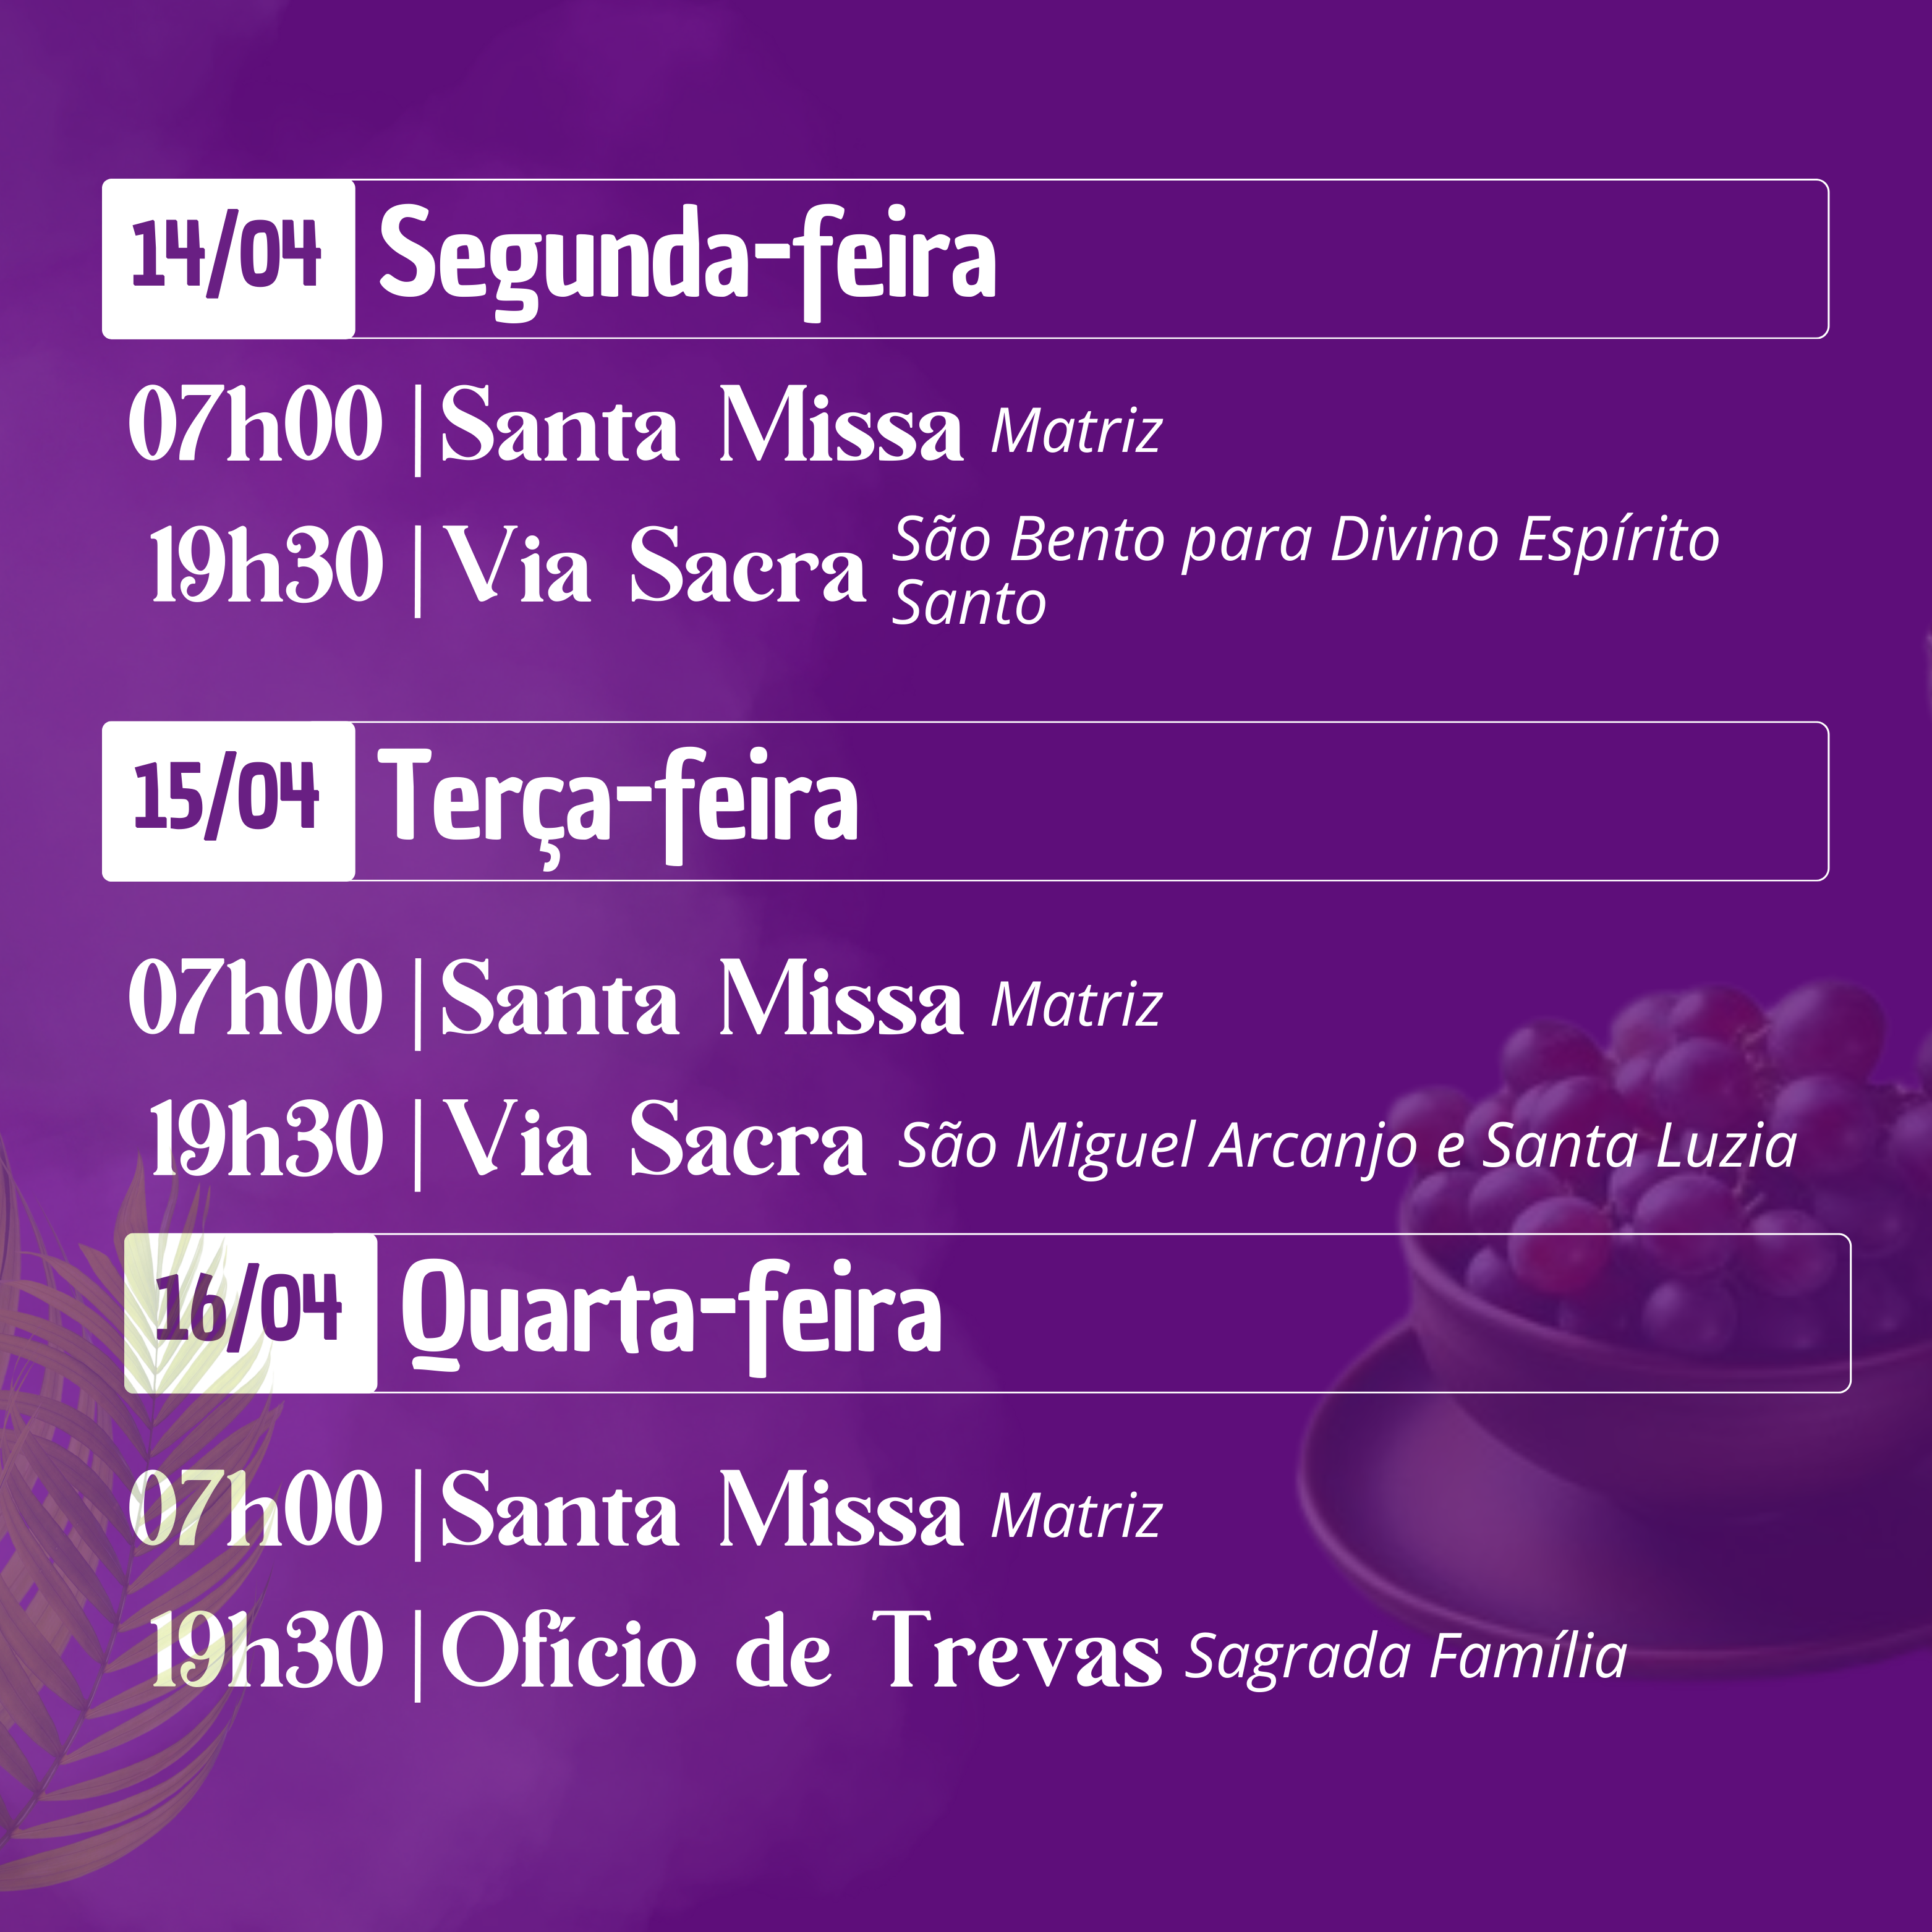 14/04 Segunda-feira
07h00 | Santa Missa Matriz
19h30 | Via Sacra São Bento para Divino Espírito
Santo
15/04 Terça-feira
07h00 | Santa Missa Matriz
19h30 | Via Sacra São Miguel Arcanjo e Santa Luzia
16/04 Quarta-feira
07h00 | Santa Missa Matriz
19h30 | Ofício de Trevas Sagrada Família